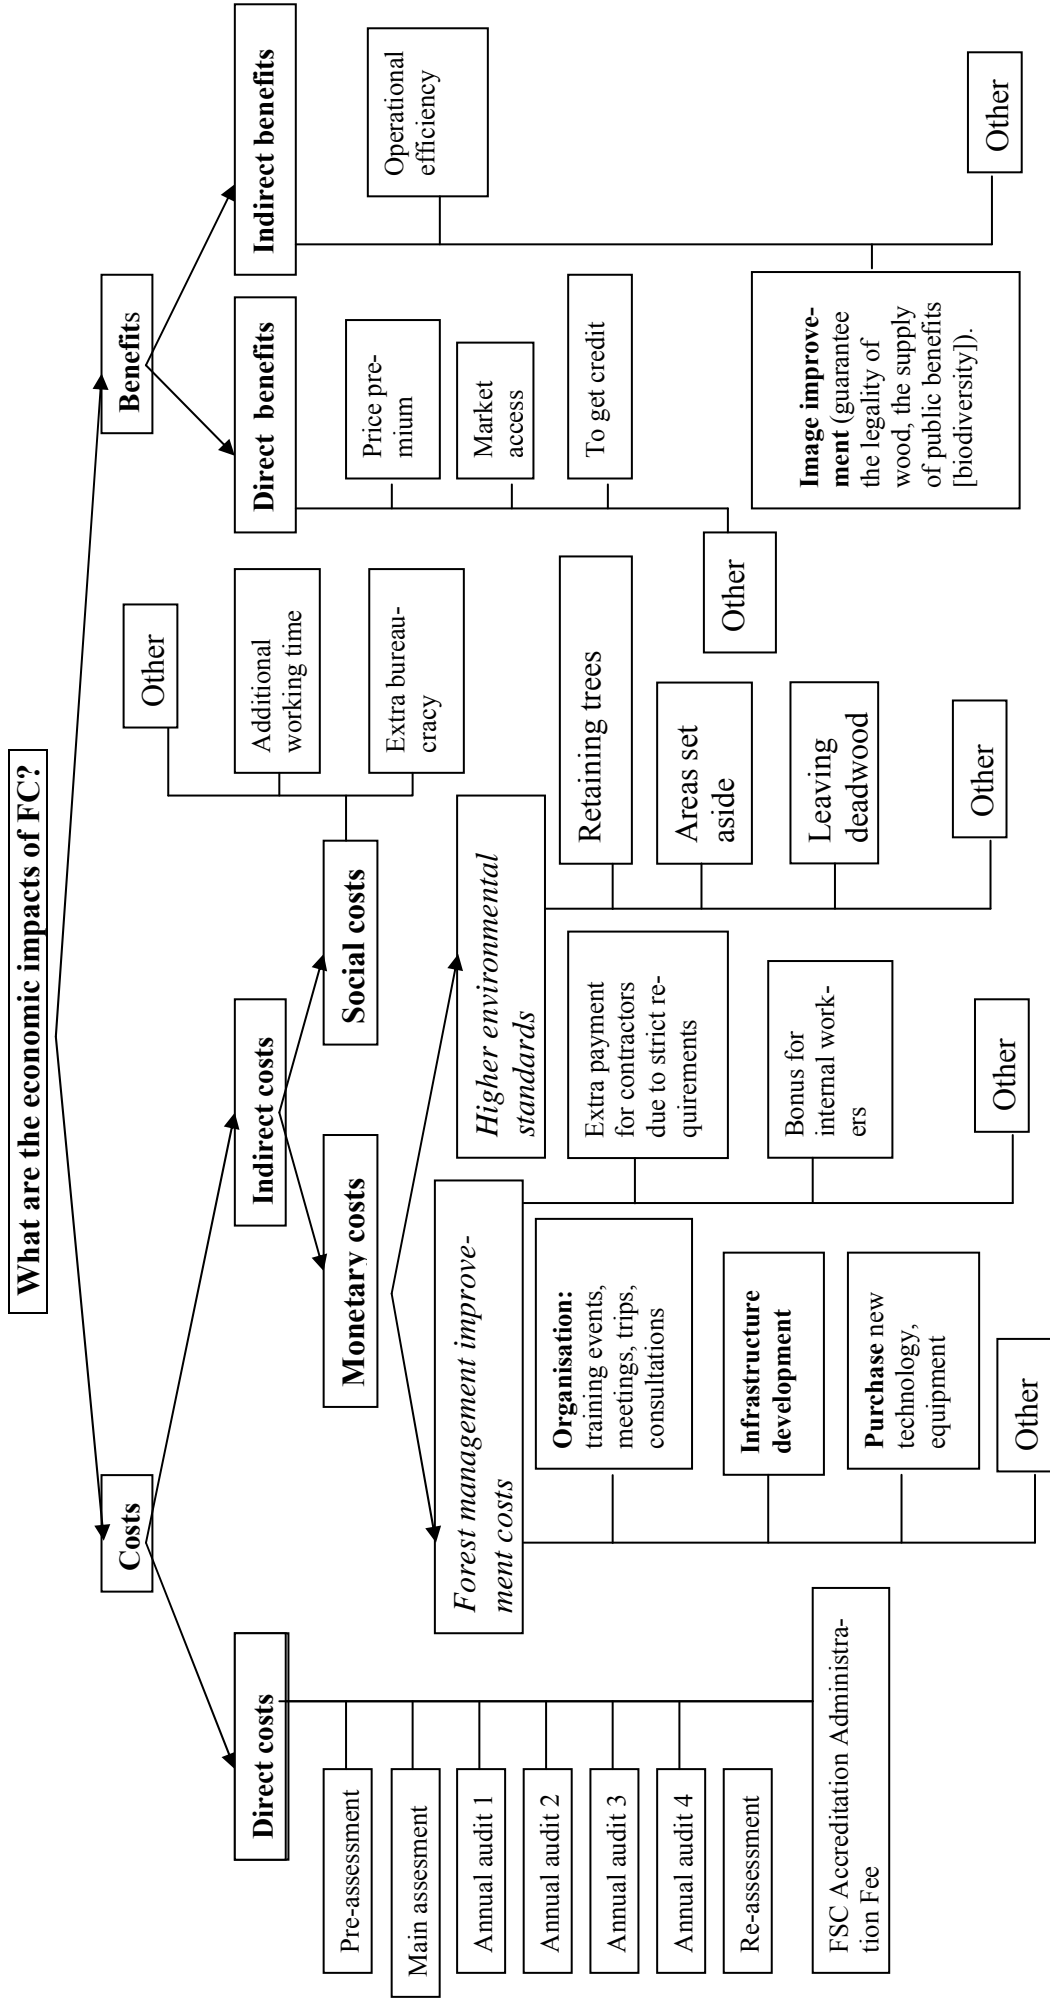 What are the economic impacts of FC?
Costs
Benefits
Direct costs
Indirect costs
Direct benefits
Indirect benefits
Pre-assessment
Main assesment
Annual audit 1
Annual audit 2
Annual audit 3
Annual audit 4
Re-assessment
FSC Accreditation Administra-
tion Fee
Monetary costs
Social costs
Forest management improve-
ment costs
Higher environmental
standards
Organisation:
training events,
meetings, trips,
consultations
Infrastructure
development
Purchase new
technology,
equipment
Other
Extra payment
for contractors
due to strict re-
quirements
Bonus for
internal work-
ers
Other
Retaining trees
Areas set
aside
Leaving
deadwood
Other
Other
Additional
working time
Extra bureau-
cracy
Price pre-
mium
Market
access
To get credit
Other
Operational
efficiency
Image improve-
ment (guarantee
the legality of
wood, the supply
of public benefits
[biodiversity]).
Other